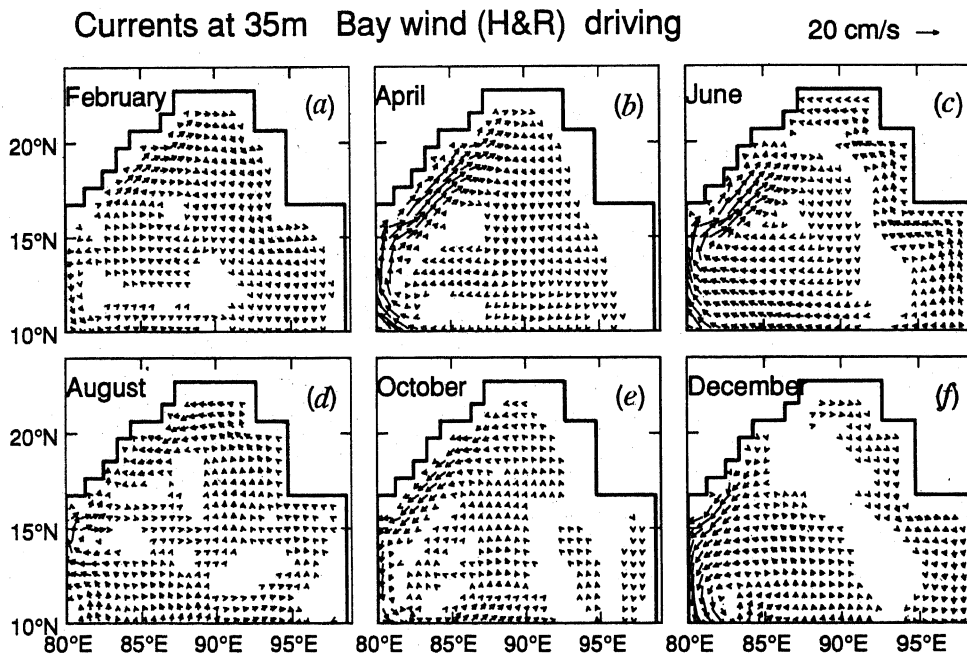 Currents at 35m Bay wind (H&R) driving 20 cm/s
February (a) April (b) June (c)
20°N
15°N
10°N
August (d) October (e) December (f)
20°N
15°N
10°N
80°E 85°E 90°E 95°E 80°E 85°E 90°E 95°E 80°E 85°E 90°E 95°E